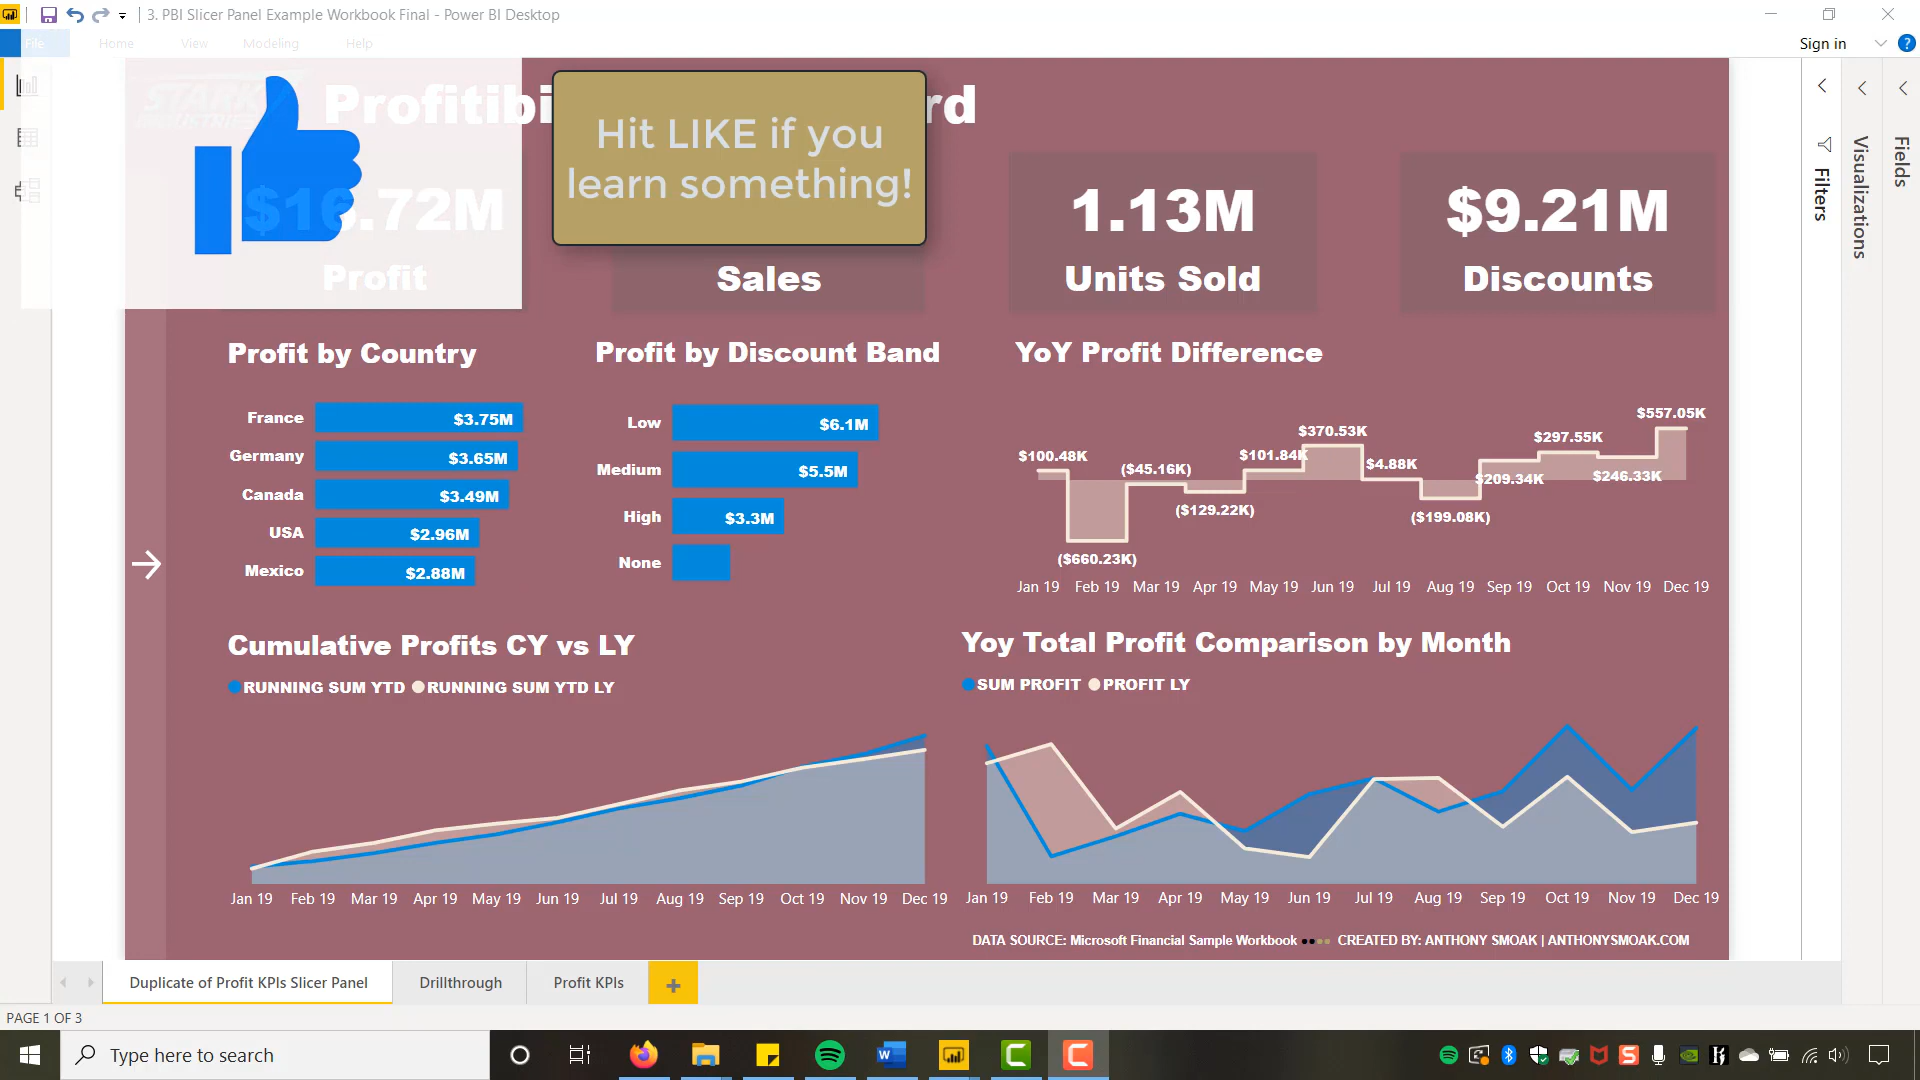 3. PBI Slicer Panel Example Workbook Final - Power BI Desktop
File
Home
View
Modeling
Help
Sign in
?
STARK
INDUSTRIES
Hit LIKE if you
learn something!
$16.72M
Profit
Sales
1.13M
Units Sold
$9.21M
Discounts
Filters
Visualizations
Fields
Profit by Country
France
$3.75M
Germany
$3.65M
Canada
$3.49M
USA
$2.96M
Mexico
$2.88M
Profit by Discount Band
Low
$6.1M
Medium
$5.5M
High
$3.3M
None
YoY Profit Difference
$100.48K
($660.23K)
($45.16K)
($129.22K)
$101.84K
$370.53K
$4.88K
($199.08K)
$209.34K
$297.55K
$246.33K
$557.05K
Jan 19 Feb 19 Mar 19 Apr 19 May 19 Jun 19 Jul 19 Aug 19 Sep 19 Oct 19 Nov 19 Dec 19
Cumulative Profits CY vs LY
RUNNING SUM YTD RUNNING SUM YTD LY
Jan 19 Feb 19 Mar 19 Apr 19 May 19 Jun 19 Jul 19 Aug 19 Sep 19 Oct 19 Nov 19 Dec 19
Yoy Total Profit Comparison by Month
SUM PROFIT PROFIT LY
Jan 19 Feb 19 Mar 19 Apr 19 May 19 Jun 19 Jul 19 Aug 19 Sep 19 Oct 19 Nov 19 Dec 19
DATA SOURCE: Microsoft Financial Sample Workbook CREATED BY: ANTHONY SMOAK | ANTHONYSMOAK.COM
Duplicate of Profit KPIs Slicer Panel
Drillthrough
Profit KPIs
+
PAGE 1 OF 3
Type here to search